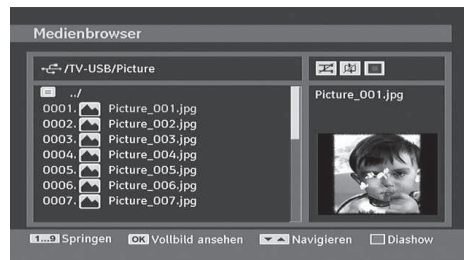 Medienbrowser
/TV-USB/Picture
../
0001. Picture_001.jpg
0002. Picture_002.jpg
0003. Picture_003.jpg
0004. Picture_004.jpg
0005. Picture_005.jpg
0006. Picture_006.jpg
0007. Picture_007.jpg
Picture_001.jpg
1...9 Springen OK Vollbild ansehen Navigieren Diashow